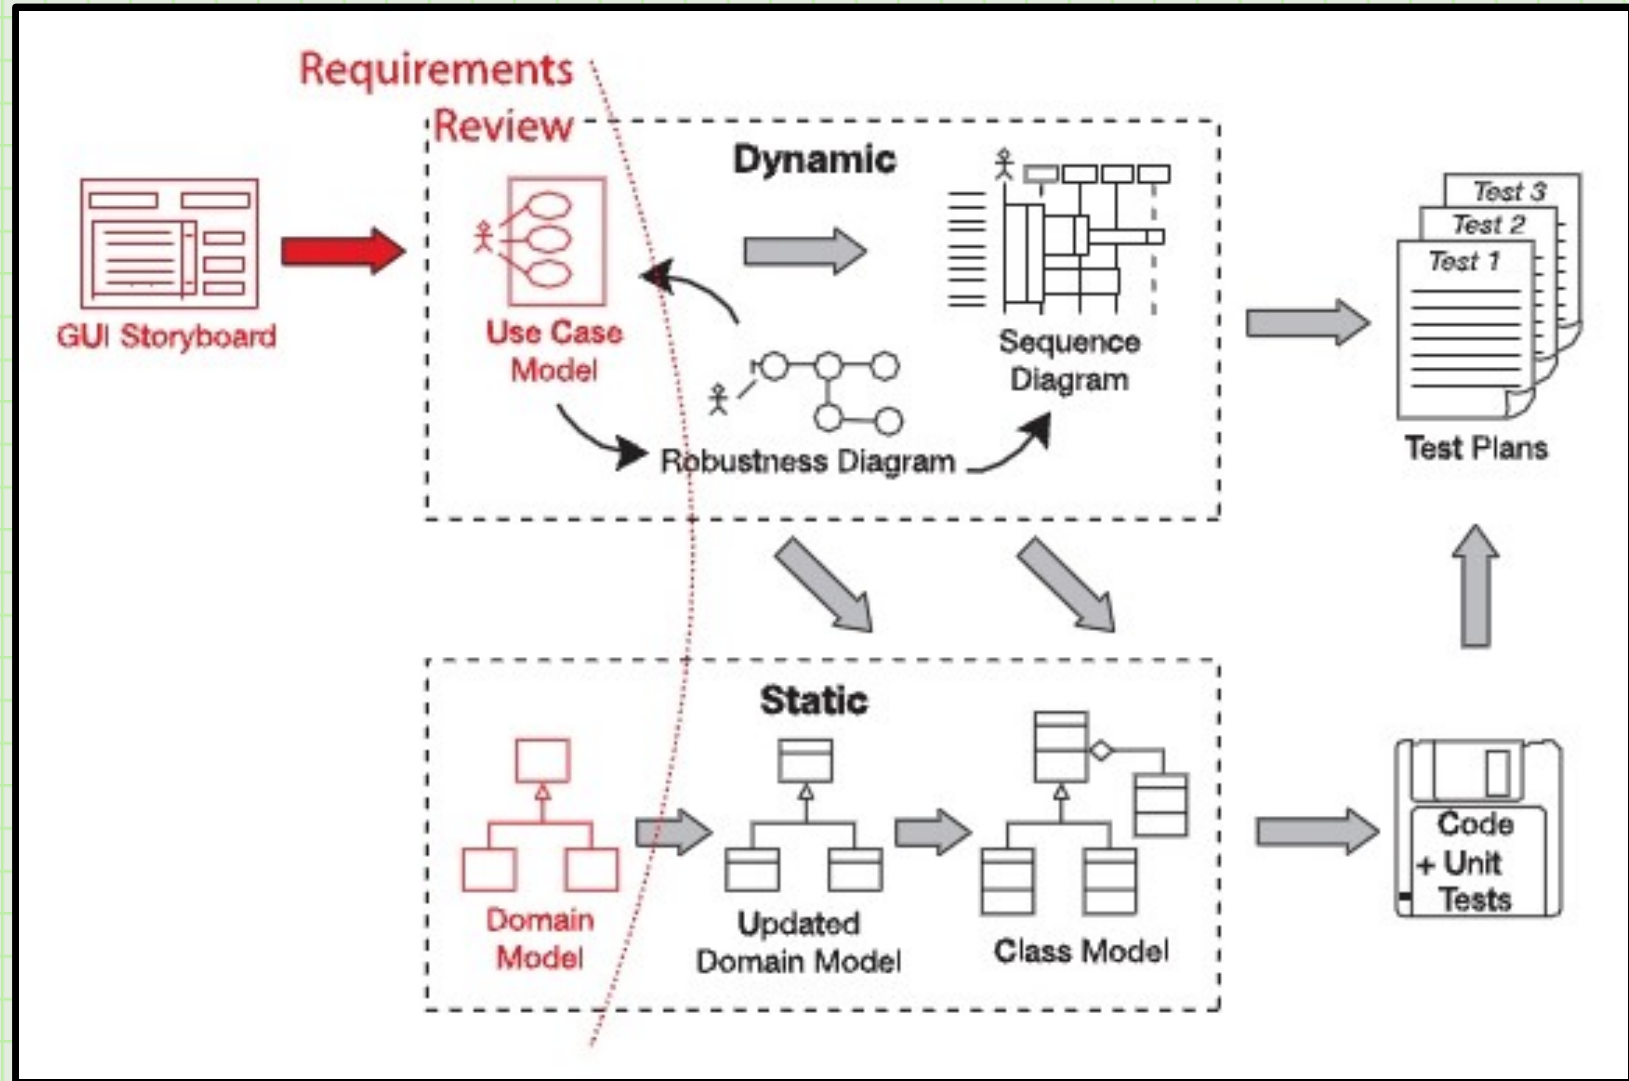 Requirements
Review
Dynamic
GUI Storyboard
Use Case
Model
Robustness Diagram
Sequence
Diagram
Test 3
Test 2
Test 1
Test Plans
Static
Domain
Model
Updated
Domain Model
Class Model
Code
+ Unit
Tests